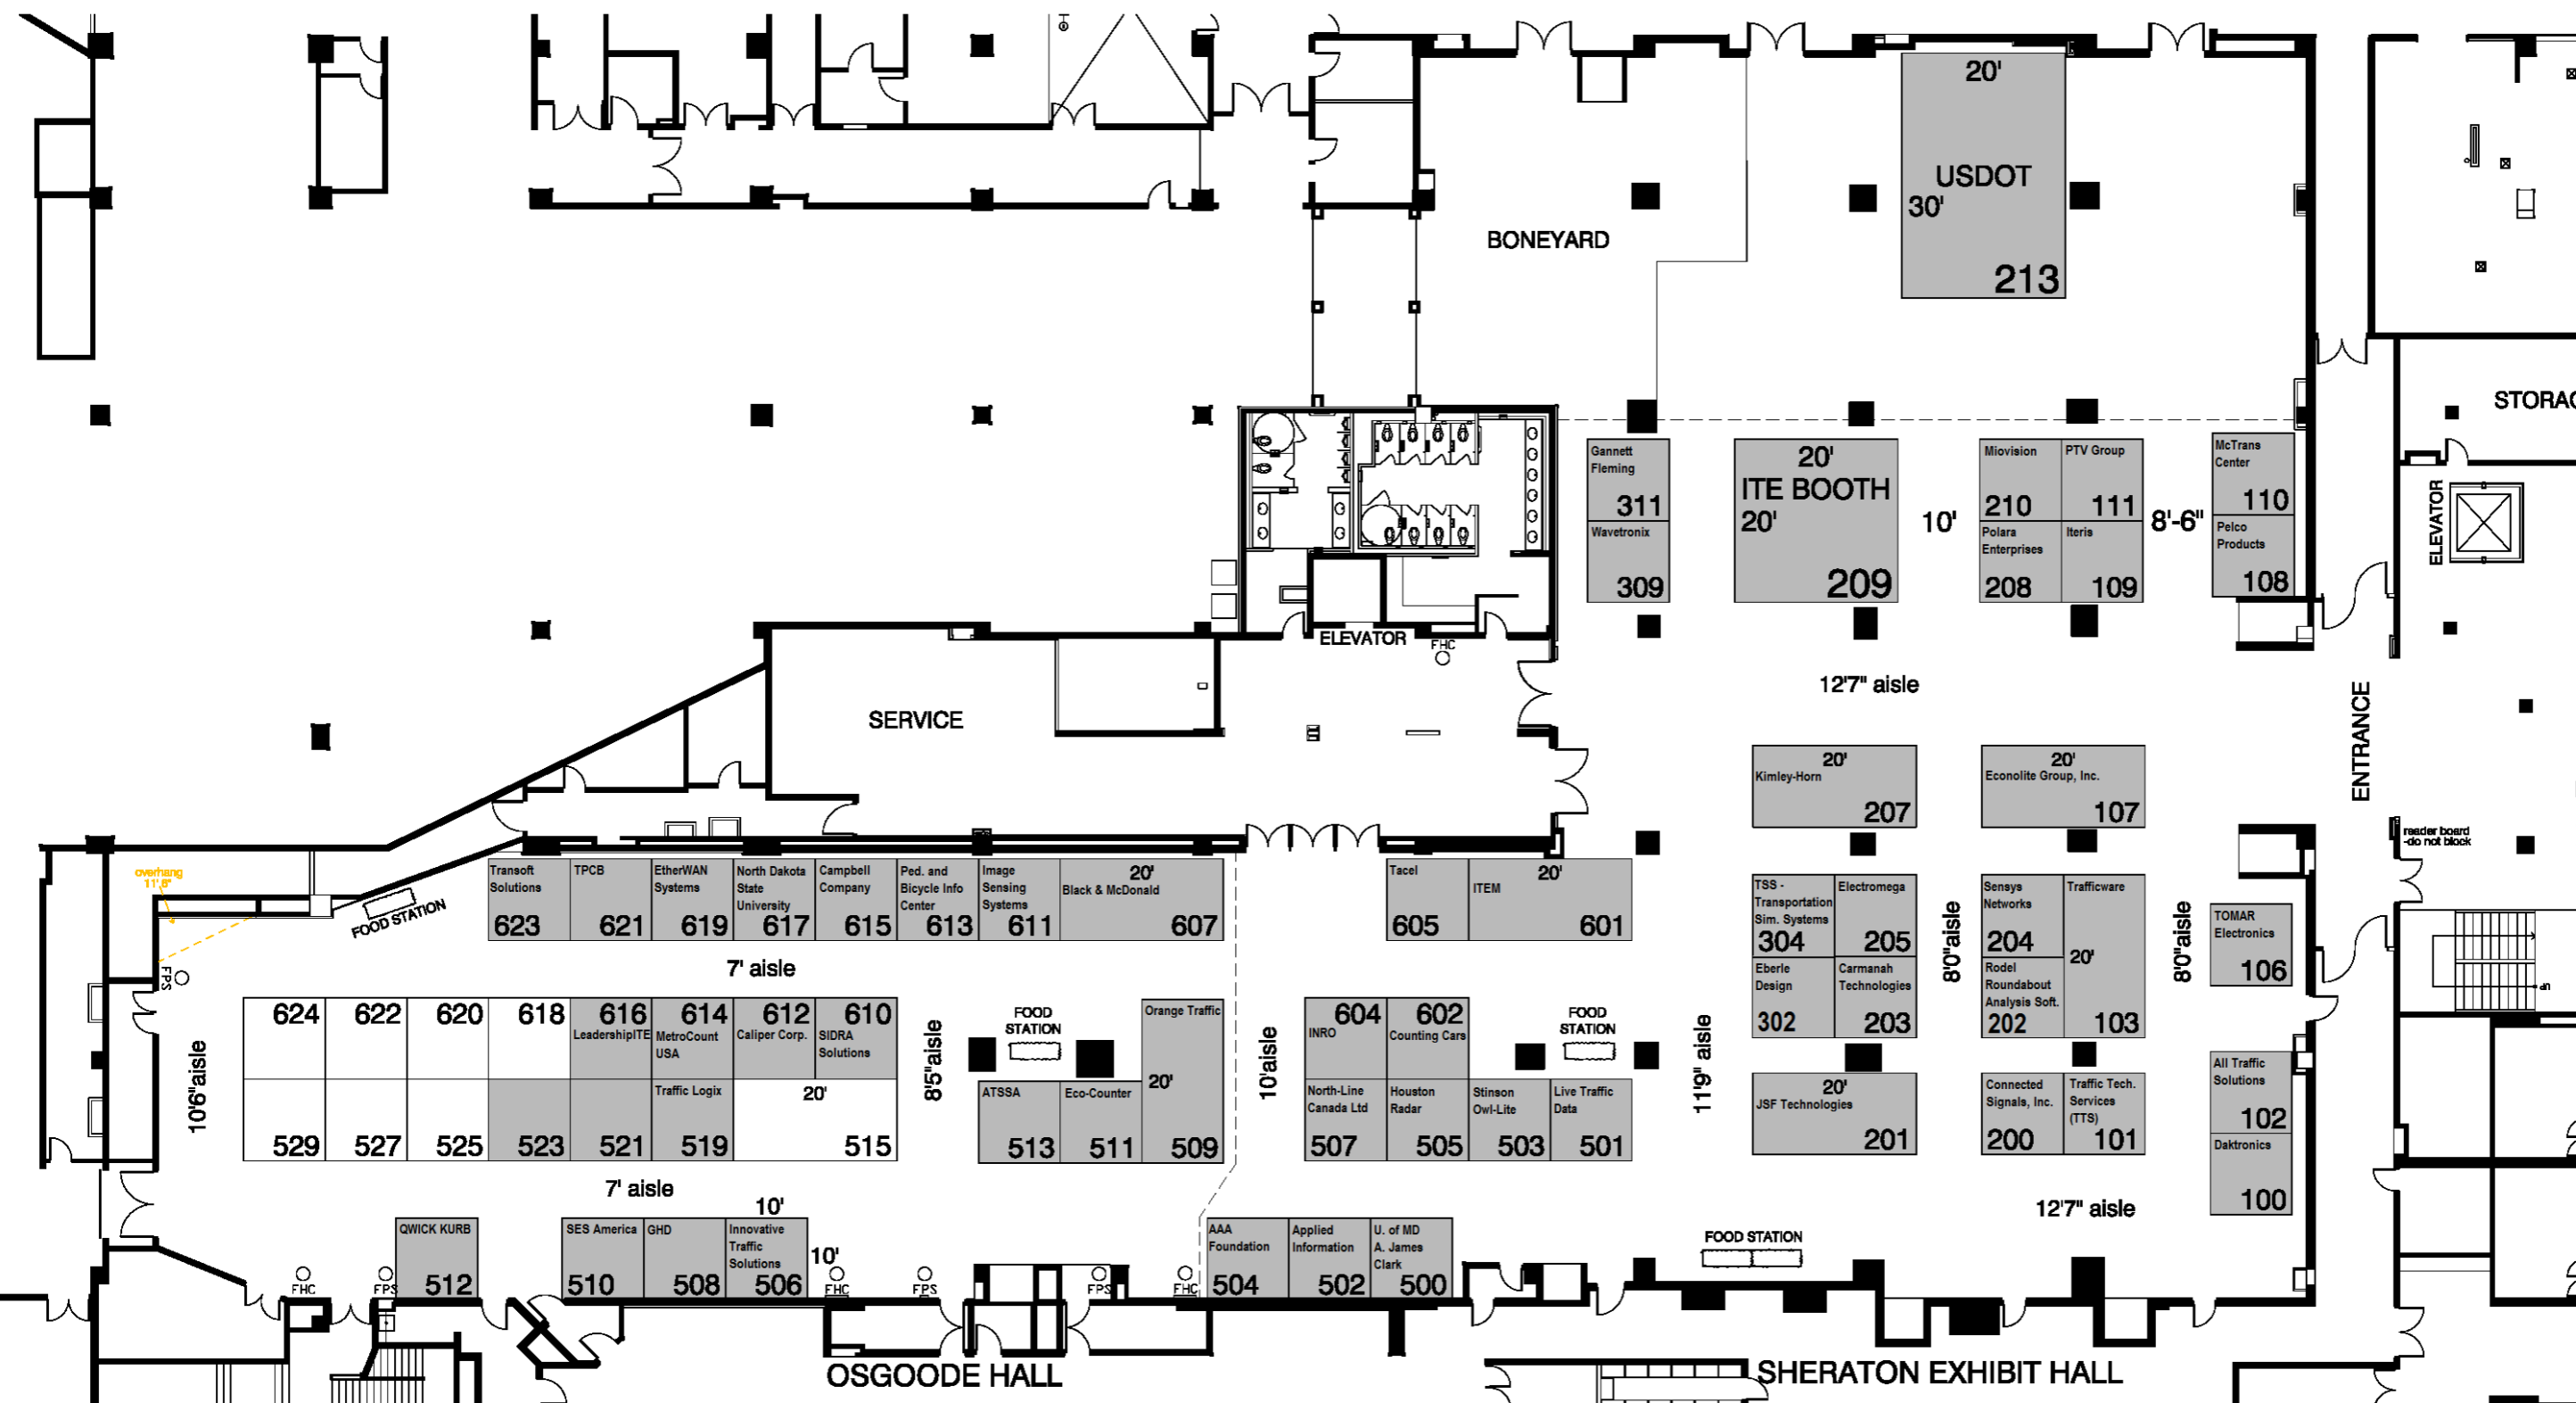 20'
USDOT
30'
213
BONEYARD
STORAG
ELEVATOR
Gannett
Fleming
311
Wavetronix
309
20'
ITE BOOTH
20'
209
10'
Miovision
210
PTV Group
111
Polara
Enterprises
208
Iteris
109
8'-6"
McTrans
Center
110
Pelco
Products
108
ELEVATOR
FHC
SERVICE
12'7" aisle
ENTRANCE
20'
Kimley-Horn
207
20'
Econolite Group, Inc.
107
reader board
-do not block
overhang
11'.6"
FOOD STATION
FPS
Transoft
Solutions
623
TPCB
621
EtherWAN
Systems
619
North Dakota
State
University
617
Campbell
Company
615
Ped. and
Bicycle Info
Center
613
Image
Sensing
Systems
611
20'
Black & McDonald
607
Tacel
605
20'
ITEM
601
TSS -
Transportation
Sim. Systems
304
Electromega
205
Eberle
Design
302
Carmanah
Technologies
203
8'0"aisle
Sensys
Networks
204
Trafficware
20'
103
Rodel
Roundabout
Analysis Soft.
202
8'0"aisle
TOMAR
Electronics
106
UP
7' aisle
10'6"aisle
624
622
620
618
616
LeadershipITE
614
MetroCount
USA
612
Caliper Corp.
610
SIDRA
Solutions
529
527
525
523
521
Traffic Logix
519
20'
515
8'5"aisle
FOOD
STATION
ATSSA
513
Eco-Counter
511
Orange Traffic
20'
509
10'aisle
604
INRO
602
Counting Cars
FOOD
STATION
North-Line
Canada Ltd
507
Houston
Radar
505
Stinson
Owl-Lite
503
Live Traffic
Data
501
11'9" aisle
20'
JSF Technologies
201
Connected
Signals, Inc.
200
Traffic Tech.
Services
(TTS)
101
All Traffic
Solutions
102
Daktronics
100
7' aisle
12'7" aisle
QWICK KURB
512
SES America
510
GHD
508
10'
Innovative
Traffic
Solutions
506
10'
FHC
FPS
FHC
FPS
FPS
FHC
AAA
Foundation
504
Applied
Information
502
U. of MD
A. James
Clark
500
FOOD STATION
OSGOODE HALL
SHERATON EXHIBIT HALL